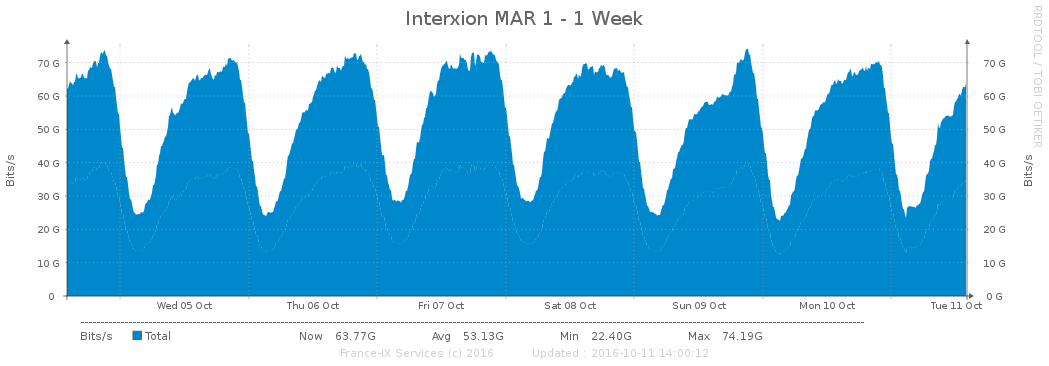 Interxion MAR 1 - 1 Week
RRDTOOL / TOBI OETIKER
Bits/s
70 G
60 G
50 G
40 G
30 G
20 G
10 G
0
70 G
60 G
50 G
40 G
30 G
20 G
10 G
0 G
Bits/s
Wed 05 Oct Thu 06 Oct Fri 07 Oct Sat 08 Oct Sun 09 Oct Mon 10 Oct Tue 11 Oct
Bits/s Total Now 63.77G Avg 53.13G Min 22.40G Max 74.19G
France-IX Services (c) 2016 Updated : 2016-10-11 14:00:12